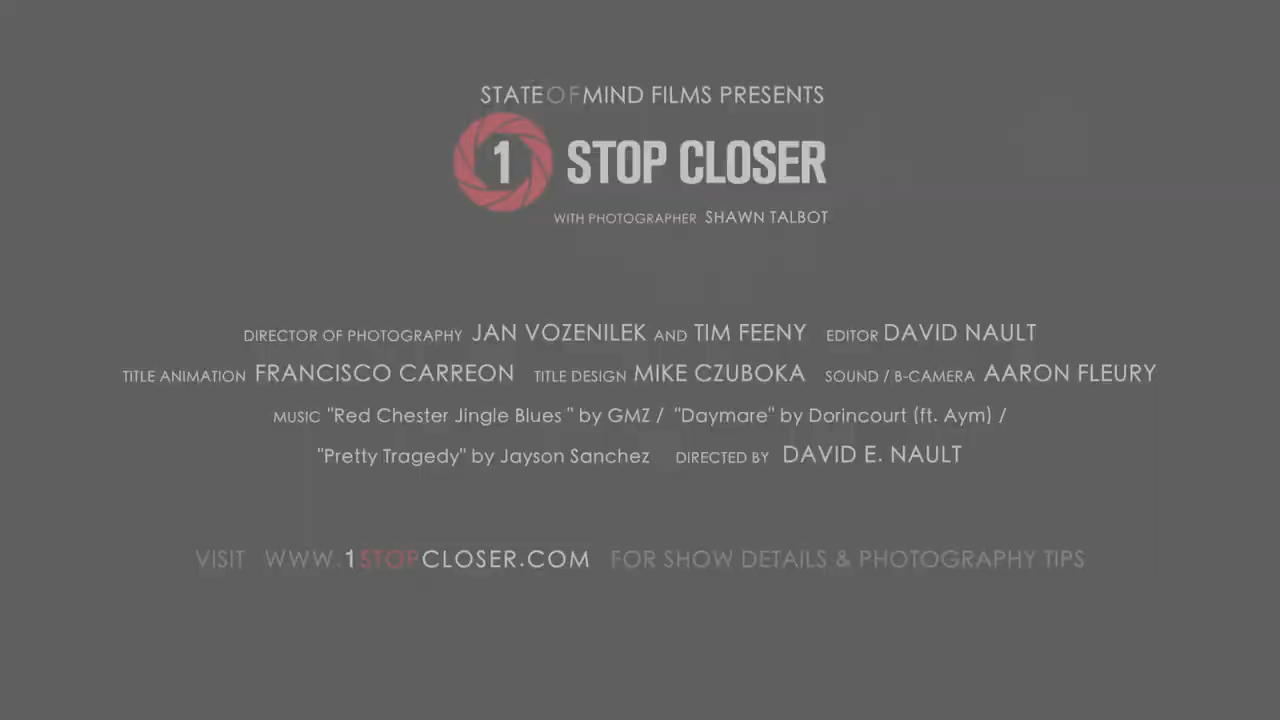 STATEOFMIND FILMS PRESENTS
1 STOP CLOSER
WITH PHOTOGRAPHER SHAWN TALBOT
DIRECTOR OF PHOTOGRAPHY JAN VOZENILEK AND TIM FEENY EDITOR DAVID NAULT
TITLE ANIMATION FRANCISCO CARREON TITLE DESIGN MIKE CZUBOKA SOUND / B-CAMERA AARON FLEURY
MUSIC "Red Chester Jingle Blues " by GMZ / "Daymare" by Dorincourt (ft. Aym) /
"Pretty Tragedy" by Jayson Sanchez DIRECTED BY DAVID E. NAULT
VISIT WWW.1STOPCLOSER.COM FOR SHOW DETAILS & PHOTOGRAPHY TIPS